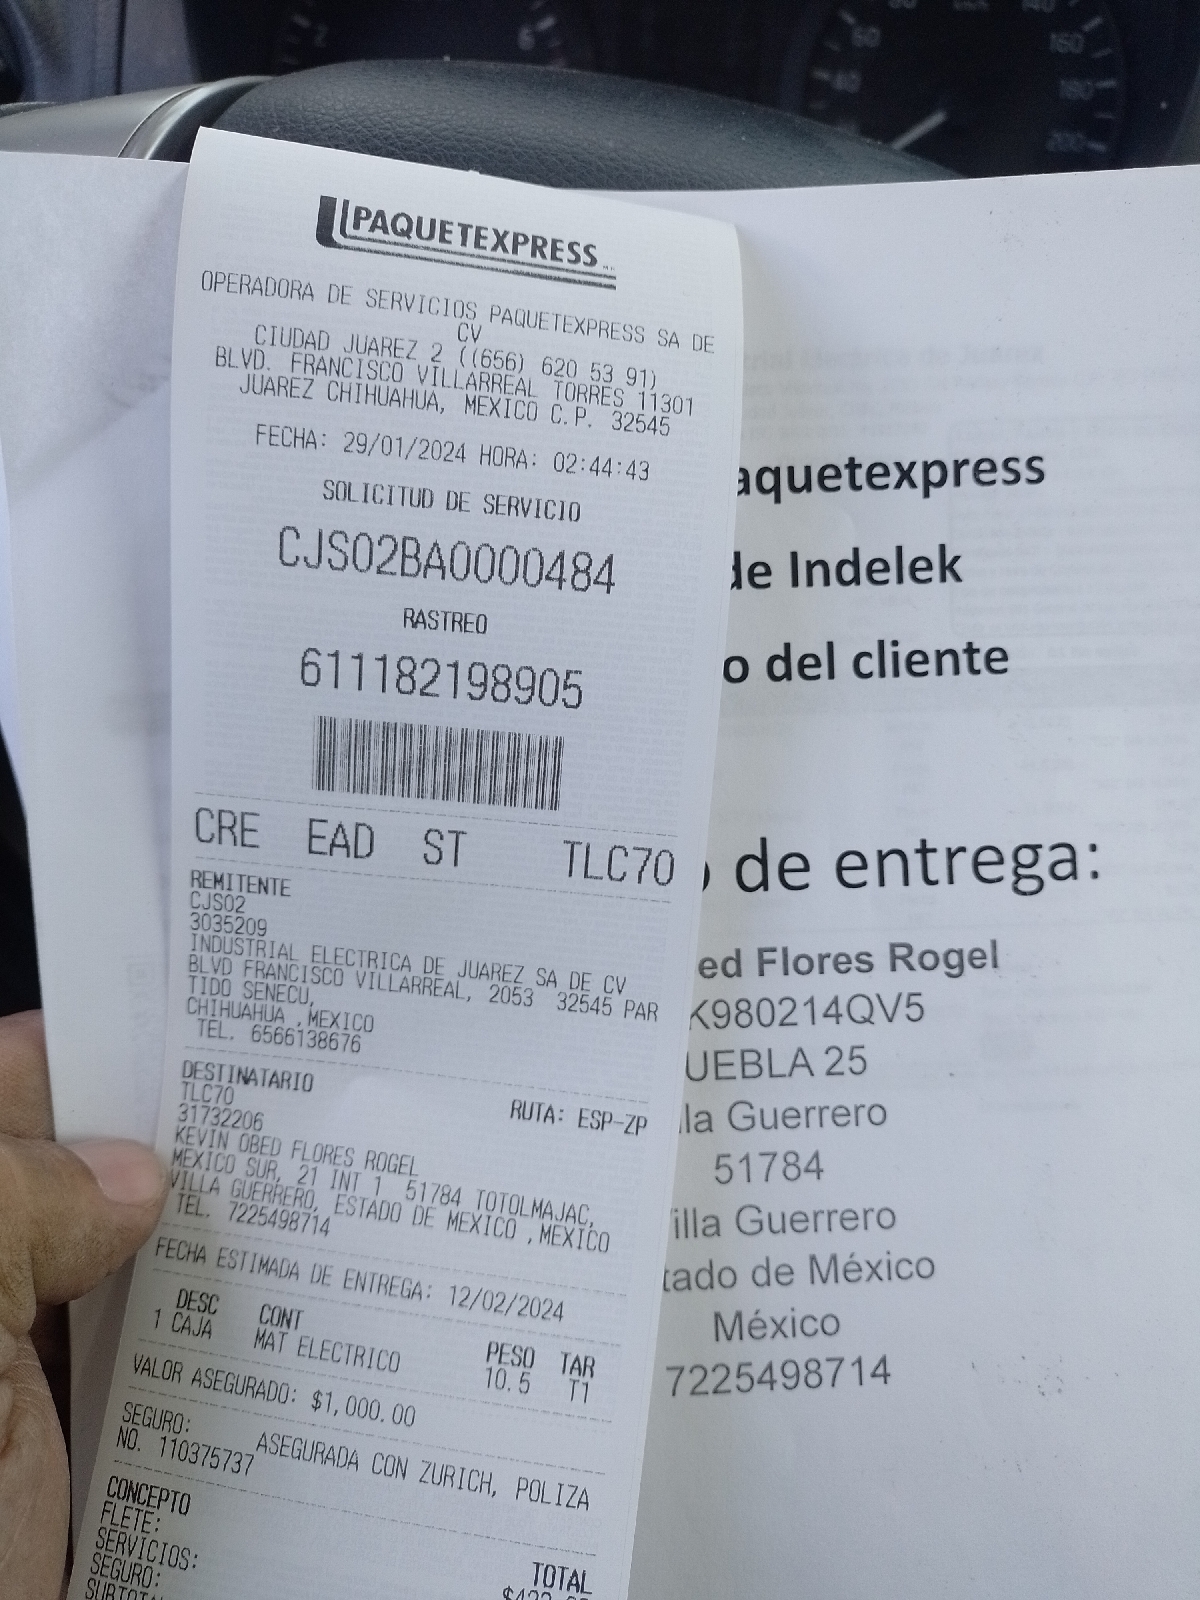 PAQUETEXPRESS
OPERADORA DE SERVICIOS PAQUETEXPRESS SA DE
CV
CIUDAD JUAREZ 2 ((656) 620 53 91)
BLVD. FRANCISCO VILLARREAL TORRES 11301
JUAREZ CHIHUAHUA, MEXICO C.P. 32545
FECHA: 29/01/2024 HORA: 02:44:43
SOLICITUD DE SERVICIO
CJS02BA0000484
RASTREO
611182198905
CRE EAD ST TLC70
REMITENTE
CJS02
3035209
INDUSTRIAL ELECTRICA DE JUAREZ SA DE CV
BLVD FRANCISCO VILLARREAL, 2053 32545 PAR
TIDO SENECU,
CHIHUAHUA ,MEXICO
TEL. 6566138676
DESTINATARIO
TLC70 RUTA: ESP-ZP
31732206
KEVIN OBED FLORES ROGEL
MEXICO SUR, 21 INT 1 51784 TOTOLMAJAC,
VILLA GUERRERO, ESTADO DE MEXICO ,MEXICO
TEL. 7225498714
FECHA ESTIMADA DE ENTREGA: 12/02/2024
DESC CONT PESO TAR
1 CAJA MAT ELECTRICO 10.5 T1
VALOR ASEGURADO: $1,000.00
SEGURO: ASEGURADA CON ZURICH, POLIZA
NO. 110375737
CONCEPTO TOTAL
FLETE:
SERVICIOS:
SEGURO:
aquetexpress
de Indelek
o del cliente
de entrega:
ed Flores Rogel
K980214QV5
UEBLA 25
la Guerrero
51784
illa Guerrero
tado de México
México
7225498714
60
160
180
200